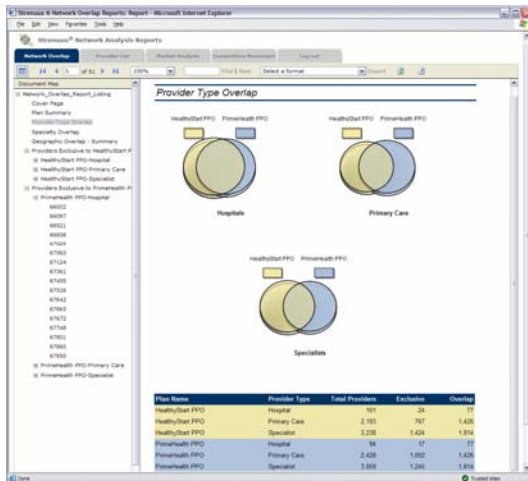 Strenuus 6 Network Overlap Reports: Report - Microsoft Internet Explorer
File Edit View Favorites Tools Help
Strenuus® Network Analysis Reports
Network Overlap Provider List Market Analysis Competitive Movement Log out
of 51 100% Find | Next Select a format Export
Document Map
Network_Overlap_Report_Listing
Cover Page
Plan Summary
Provider Type Overlap
Specialty Overlap
Geographic Overlap - Summary
Providers Exclusive to HealthyStart P
HealthyStart PPO-Hospital
HealthyStart PPO-Primary Care
HealthyStart PPO-Specialist
Providers Exclusive to PrimeHealth P
PrimeHealth PPO-Hospital
66002
66097
66521
67063
67124
67361
67455
67526
67642
67665
67672
67748
67801
67860
67950
PrimeHealth PPO-Primary Care
PrimeHealth PPO-Specialist
Provider Type Overlap
HealthyStart PPO PrimeHealth PPO
Hospitals
HealthyStart PPO PrimeHealth PPO
Primary Care
HealthyStart PPO PrimeHealth PPO
Specialists
Plan Name Provider Type Total Providers Exclusive Overlap
HealthyStart PPO Hospital 101 24 77
HealthyStart PPO Primary Care 2,193 767 1,426
HealthyStart PPO Specialist 3,238 1,424 1,814
PrimeHealth PPO Hospital 94 17 77
PrimeHealth PPO Primary Care 2,428 1,002 1,426
PrimeHealth PPO Specialist 3,059 1,245 1,814
Done Trusted sites